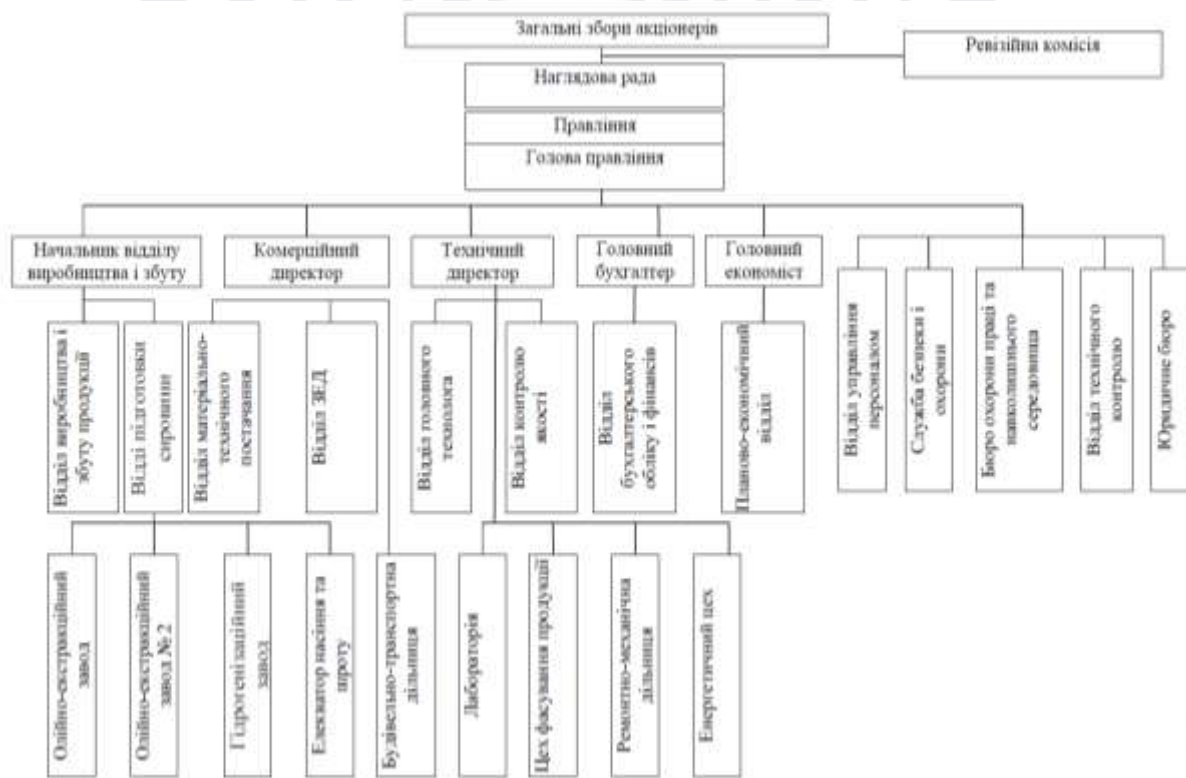 Загальні збори акціонерів
Ревізійна комісія
Наглядова рада
Правління
Голова правління
Начальник відділу
виробництва і збуту
Комерційний
директор
Технічний
директор
Головний
бухгалтер
Головний
економіст
Відділ виробництва і
збуту продукції
Відді підготовки
сировини
Відділ матеріально-
технічного
постачання
Відділ ЗЕД
Відділ головного
технолога
Відділ контролю
якості
Відділ
бухгалтерського
обліку і фінансів
Планово-економічний
відділ
Відділ управління
персоналом
Служба безпеки і
охорони
Бюро охорони праці та
навколишнього
середовища
Відділ технічного
контролю
Юридичне бюро
Олійно-екстракційний
завод
Олійно-екстракційний
завод № 2
Гідрогенізаційний
завод
Елекватор насіння та
шроту
Будівельно-транспортна
дільниця
Лабораторія
Цех фасування продукції
Ремонтно-механічна
дільниця
Енергетичний цех